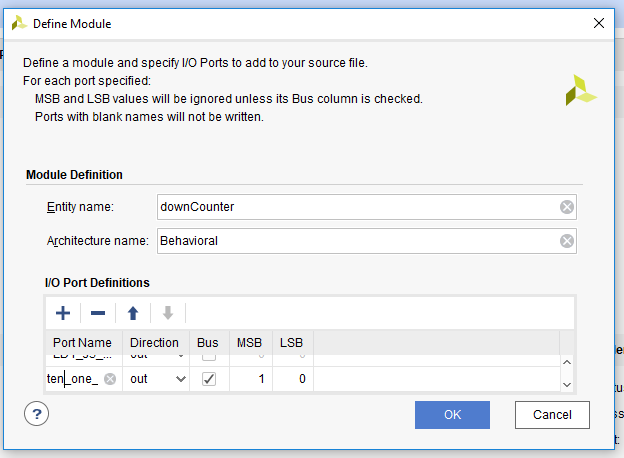 Define Module
Define a module and specify I/O Ports to add to your source file.
For each port specified:
MSB and LSB values will be ignored unless its Bus column is checked.
Ports with blank names will not be written.
Module Definition
Entity name: downCounter
Architecture name: Behavioral
I/O Port Definitions
Port Name Direction Bus MSB LSB
out 0 0
ten_one_ out 1 0
? OK Cancel